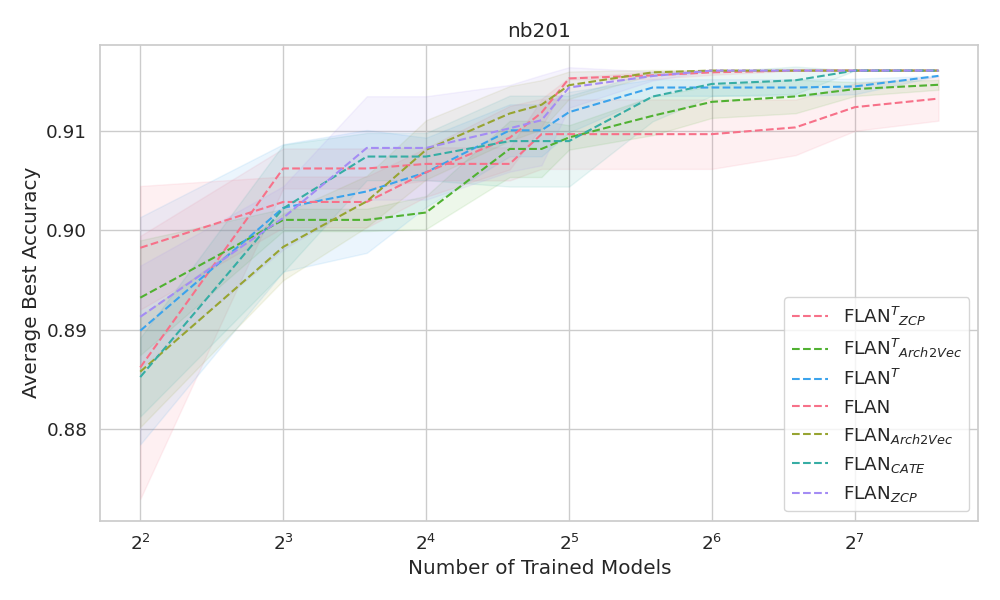 nb201
Average Best Accuracy
0.91
0.90
0.89
0.88
FLAN^T_ZCP
FLAN^T_Arch2Vec
FLAN^T
FLAN
FLAN_Arch2Vec
FLAN_CATE
FLAN_ZCP
2^2 2^3 2^4 2^5 2^6 2^7
Number of Trained Models